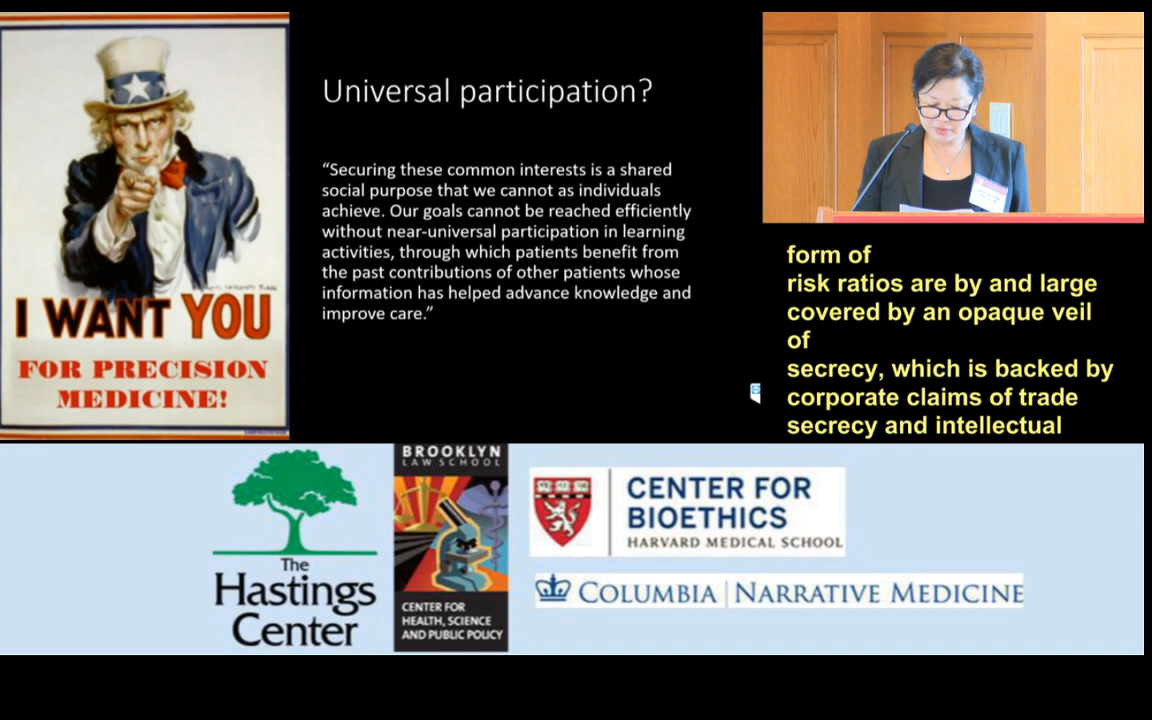 I WANT YOU
FOR PRECISION
MEDICINE!
Universal participation?
“Securing these common interests is a shared
social purpose that we cannot as individuals
achieve. Our goals cannot be reached efficiently
without near-universal participation in learning
activities, through which patients benefit from
the past contributions of other patients whose
information has helped advance knowledge and
improve care.”
form of
risk ratios are by and large
covered by an opaque veil
of
secrecy, which is backed by
corporate claims of trade
secrecy and intellectual
The
Hastings
Center
BROOKLYN
LAW SCHOOL
CENTER FOR
HEALTH, SCIENCE
AND PUBLIC POLICY
CENTER FOR
BIOETHICS
HARVARD MEDICAL SCHOOL
COLUMBIA | NARRATIVE MEDICINE